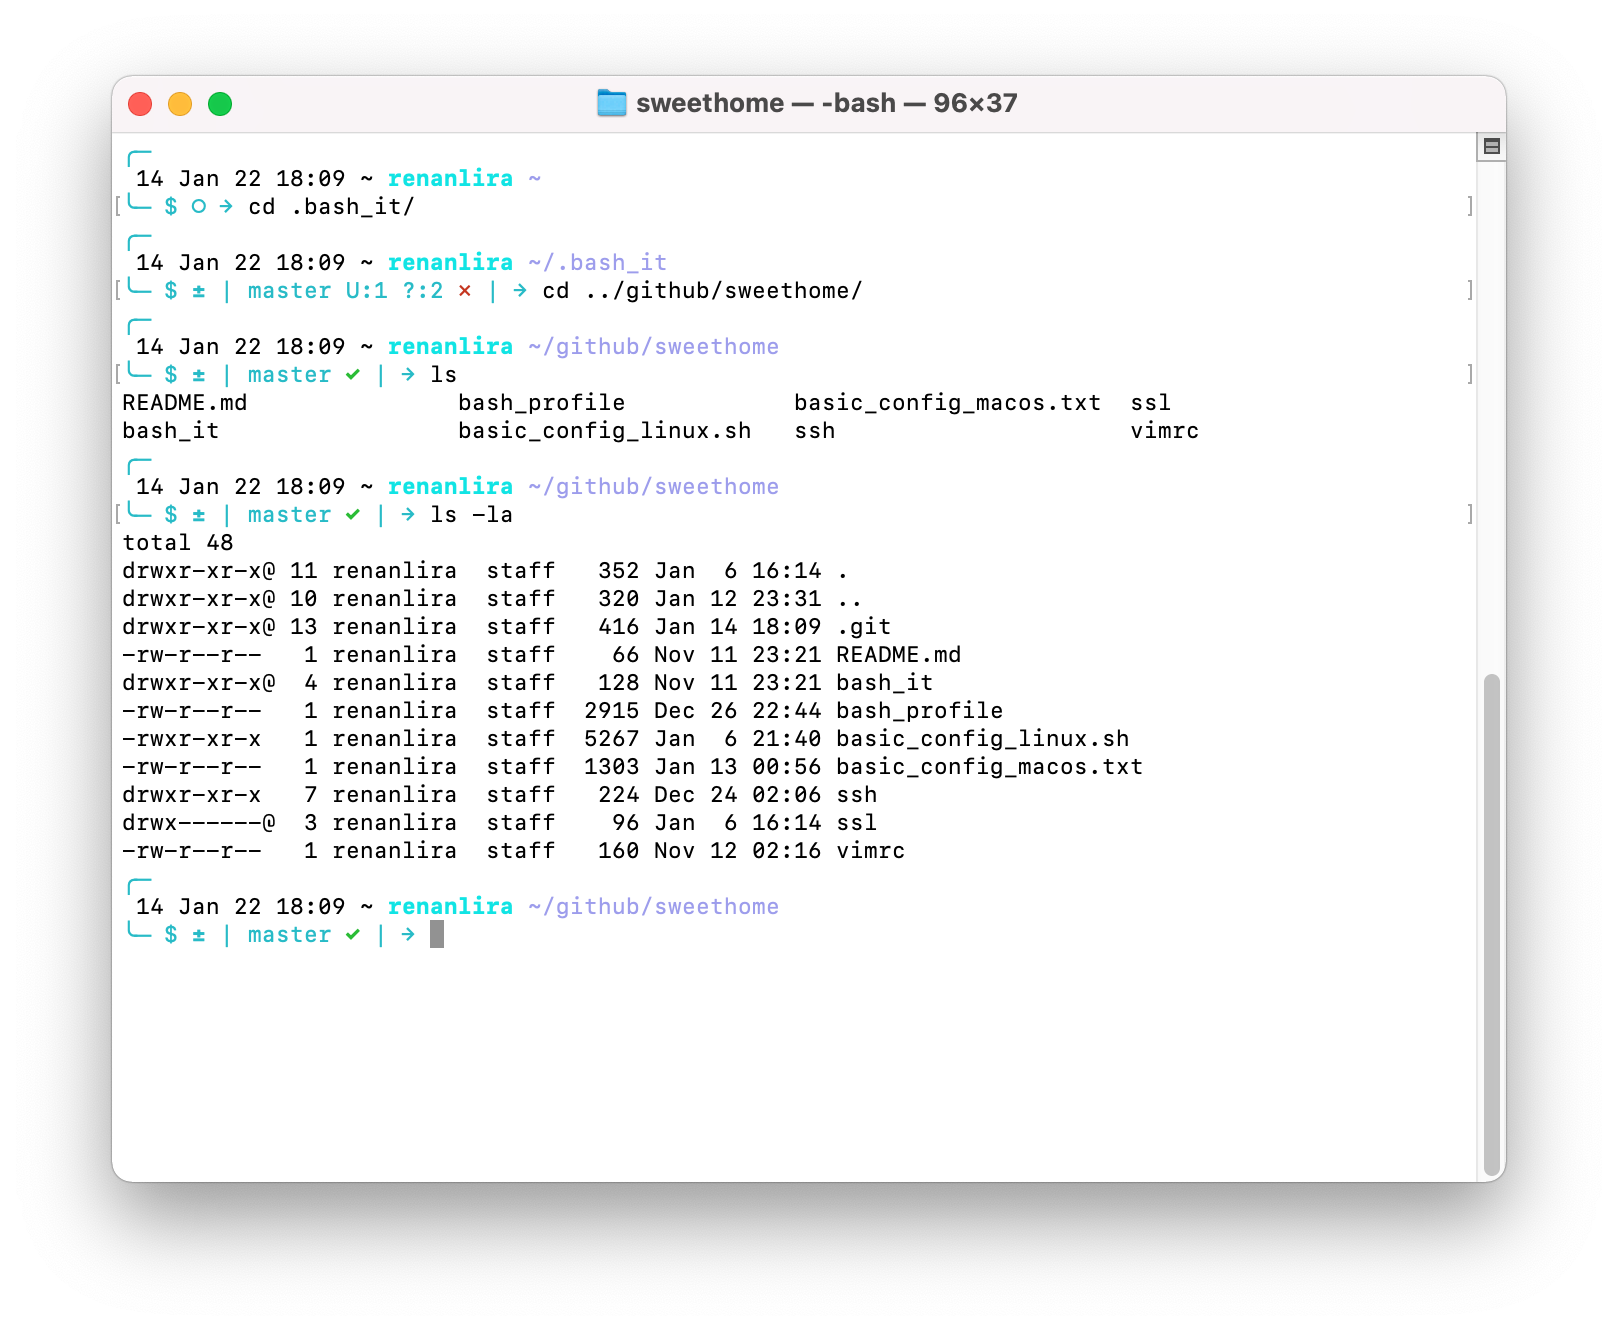 sweethome — -bash — 96×37
╭─
 14 Jan 22 18:09 ~ renanlira ~
[╰─ $ ○ → cd .bash_it/ ]
╭─
 14 Jan 22 18:09 ~ renanlira ~/.bash_it
[╰─ $ ± | master U:1 ?:2 ✗ | → cd ../github/sweethome/ ]
╭─
 14 Jan 22 18:09 ~ renanlira ~/github/sweethome
[╰─ $ ± | master ✓ | → ls ]
README.md               bash_profile            basic_config_macos.txt  ssl
bash_it                 basic_config_linux.sh   ssh                     vimrc
╭─
 14 Jan 22 18:09 ~ renanlira ~/github/sweethome
[╰─ $ ± | master ✓ | → ls -la ]
total 48
drwxr-xr-x@ 11 renanlira  staff   352 Jan  6 16:14 .
drwxr-xr-x@ 10 renanlira  staff   320 Jan 12 23:31 ..
drwxr-xr-x@ 13 renanlira  staff   416 Jan 14 18:09 .git
-rw-r--r--   1 renanlira  staff    66 Nov 11 23:21 README.md
drwxr-xr-x@  4 renanlira  staff   128 Nov 11 23:21 bash_it
-rw-r--r--   1 renanlira  staff  2915 Dec 26 22:44 bash_profile
-rwxr-xr-x   1 renanlira  staff  5267 Jan  6 21:40 basic_config_linux.sh
-rw-r--r--   1 renanlira  staff  1303 Jan 13 00:56 basic_config_macos.txt
drwxr-xr-x   7 renanlira  staff   224 Dec 24 02:06 ssh
drwx------@  3 renanlira  staff    96 Jan  6 16:14 ssl
-rw-r--r--   1 renanlira  staff   160 Nov 12 02:16 vimrc
╭─
 14 Jan 22 18:09 ~ renanlira ~/github/sweethome
╰─ $ ± | master ✓ | →